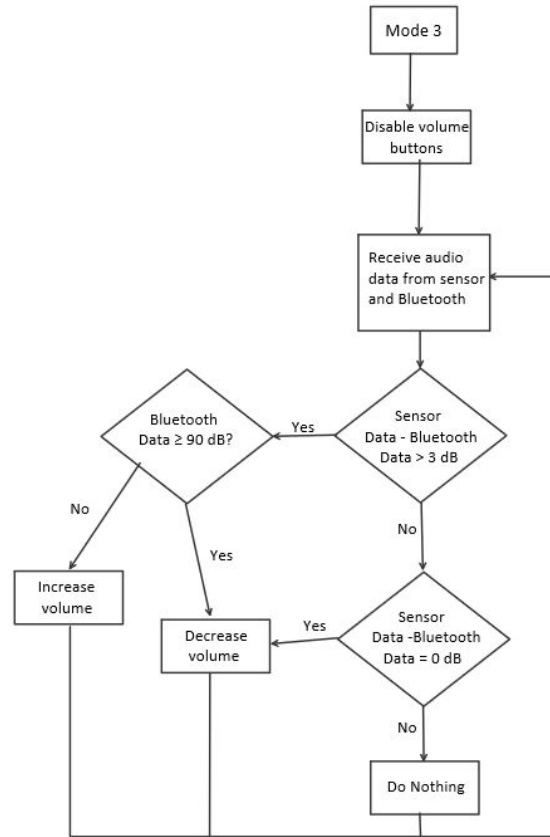 Mode 3
Disable volume
buttons
Receive audio
data from sensor
and Bluetooth
Sensor
Data - Bluetooth
Data > 3 dB
Yes
Bluetooth
Data ≥ 90 dB?
No
Yes
No
Increase
volume
Decrease
volume
Yes
Sensor
Data -Bluetooth
Data = 0 dB
No
Do Nothing